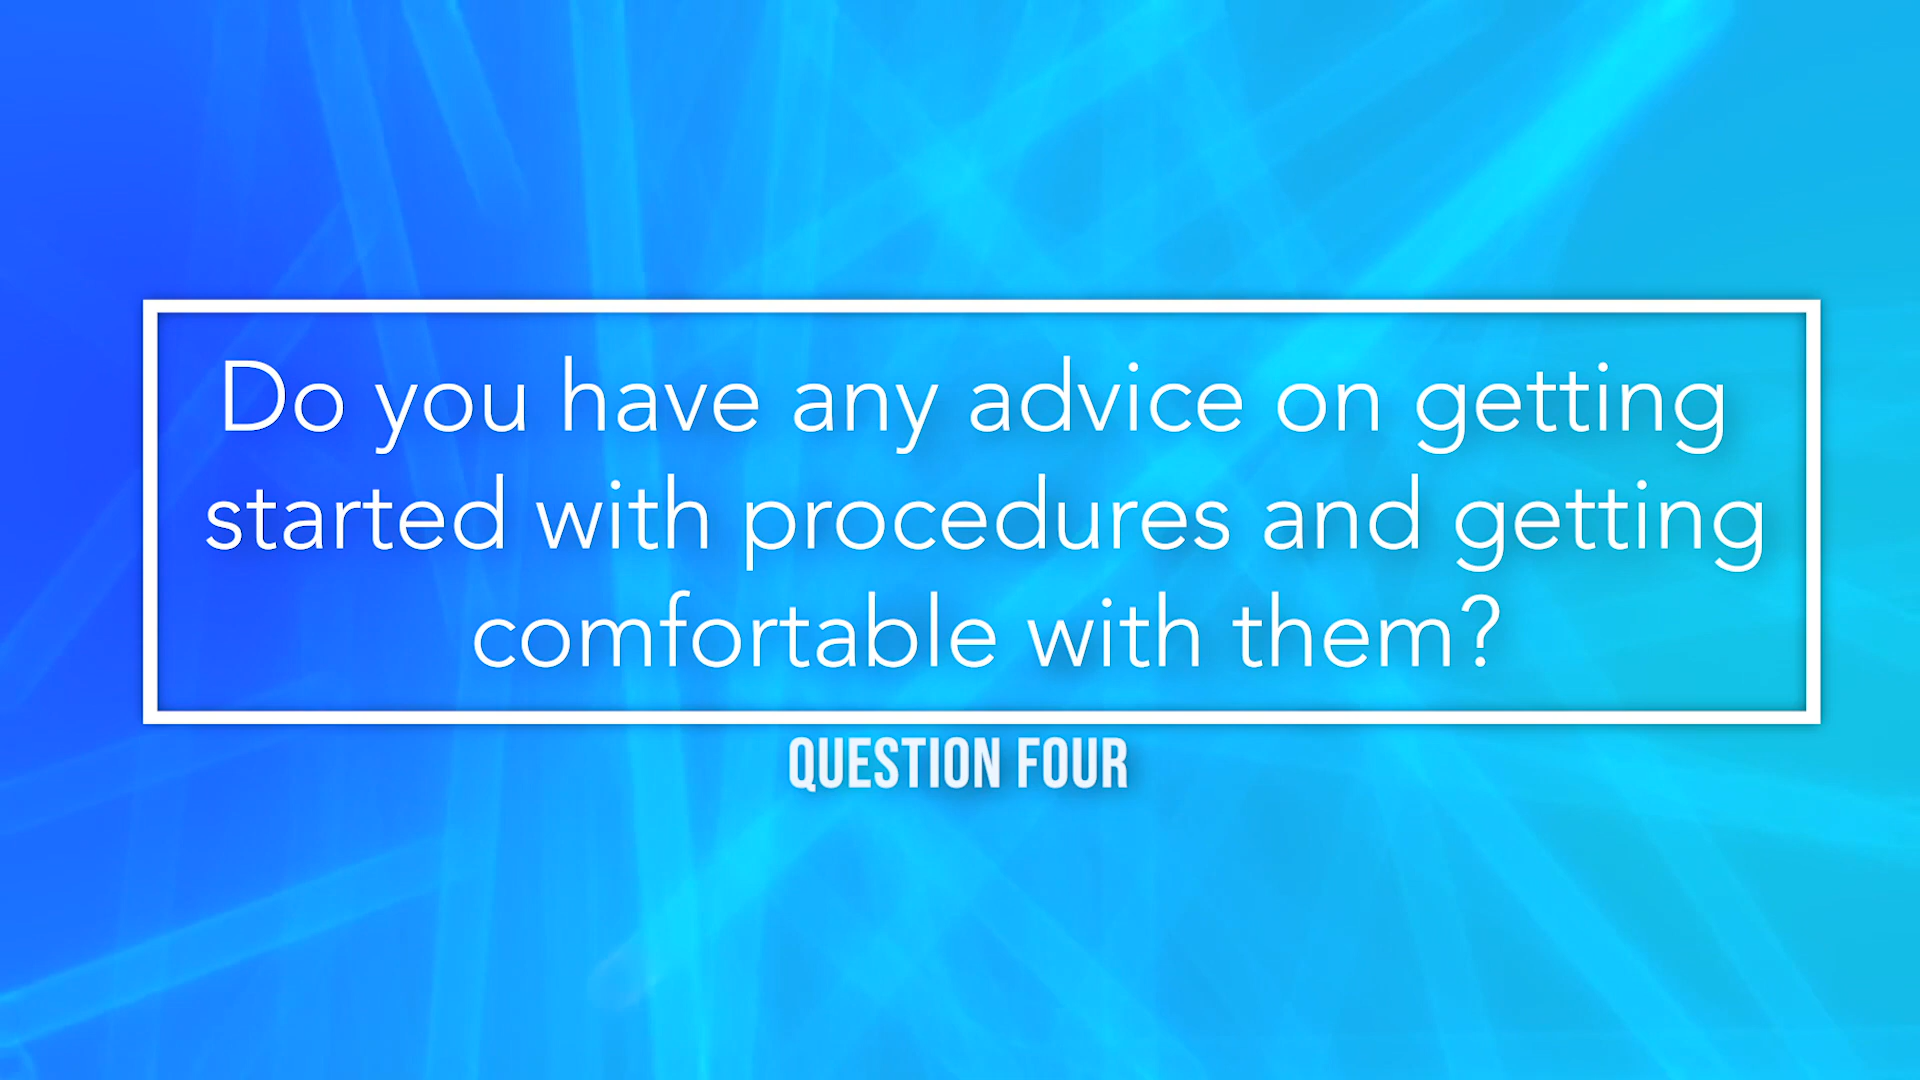 Do you have any advice on getting
started with procedures and getting
comfortable with them?
QUESTION FOUR